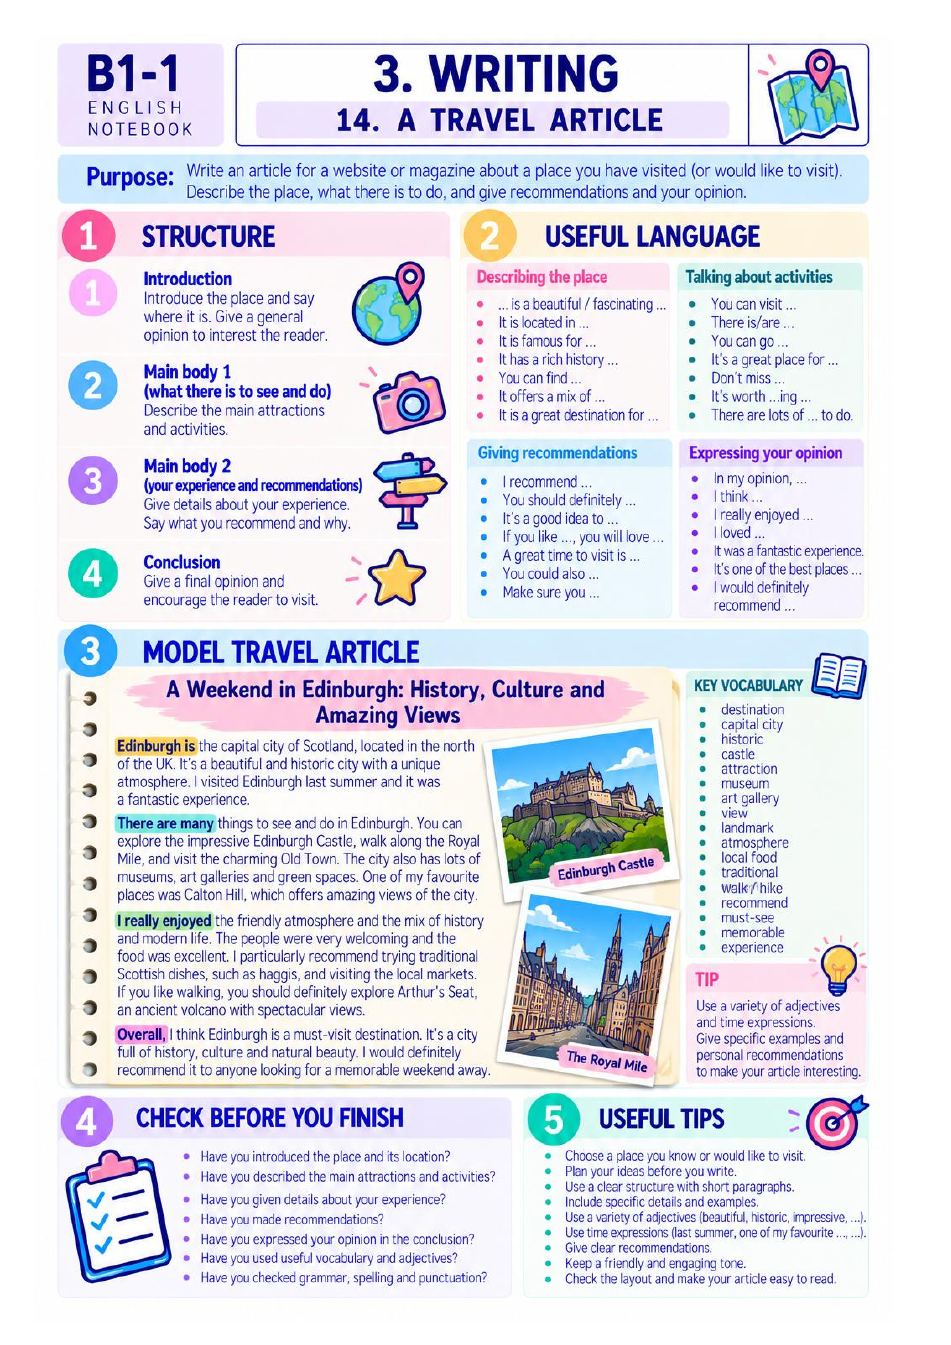 B1-1
ENGLISH
NOTEBOOK
3. WRITING
14. A TRAVEL ARTICLE
Purpose:
Write an article for a website or magazine about a place you have visited (or would like to visit).
Describe the place, what there is to do, and give recommendations and your opinion.
1
STRUCTURE
1
Introduction
Introduce the place and say
where it is. Give a general
opinion to interest the reader.
2
Main body 1
(what there is to see and do)
Describe the main attractions
and activities.
3
Main body 2
(your experience and recommendations)
Give details about your experience.
Say what you recommend and why.
4
Conclusion
Give a final opinion and
encourage the reader to visit.
2
USEFUL LANGUAGE
Describing the place
• ... is a beautiful / fascinating ...
• It is located in ...
• It is famous for ...
• It has a rich history ...
• You can find ...
• It offers a mix of ...
• It is a great destination for ...
Talking about activities
• You can visit ...
• There is/are ...
• You can go ...
• It's a great place for ...
• Don't miss ...
• It's worth ...ing ...
• There are lots of ... to do.
Giving recommendations
• I recommend ...
• You should definitely ...
• It's a good idea to ...
• If you like ..., you will love ...
• A great time to visit is ...
• You could also ...
• Make sure you ...
Expressing your opinion
• In my opinion, ...
• I think ...
• I really enjoyed ...
• I loved ...
• It was a fantastic experience.
• It's one of the best places ...
• I would definitely
recommend ...
3
MODEL TRAVEL ARTICLE
A Weekend in Edinburgh: History, Culture and
Amazing Views
Edinburgh is the capital city of Scotland, located in the north
of the UK. It's a beautiful and historic city with a unique
atmosphere. I visited Edinburgh last summer and it was
a fantastic experience.
There are many things to see and do in Edinburgh. You can
explore the impressive Edinburgh Castle, walk along the Royal
Mile, and visit the charming Old Town. The city also has lots of
museums, art galleries and green spaces. One of my favourite
places was Calton Hill, which offers amazing views of the city.
I really enjoyed the friendly atmosphere and the mix of history
and modern life. The people were very welcoming and the
food was excellent. I particularly recommend trying traditional
Scottish dishes, such as haggis, and visiting the local markets.
If you like walking, you should definitely explore Arthur's Seat,
an ancient volcano with spectacular views.
Overall, I think Edinburgh is a must-visit destination. It's a city
full of history, culture and natural beauty. I would definitely
recommend it to anyone looking for a memorable weekend away.
Edinburgh Castle
The Royal Mile
KEY VOCABULARY
• destination
• capital city
• historic
• castle
• attraction
• museum
• art gallery
• view
• landmark
• atmosphere
• local food
• traditional
• walk / hike
• recommend
• must-see
• memorable
• experience
TIP
Use a variety of adjectives
and time expressions.
Give specific examples and
personal recommendations
to make your article interesting.
4
CHECK BEFORE YOU FINISH
• Have you introduced the place and its location?
• Have you described the main attractions and activities?
• Have you given details about your experience?
• Have you made recommendations?
• Have you expressed your opinion in the conclusion?
• Have you used useful vocabulary and adjectives?
• Have you checked grammar, spelling and punctuation?
5
USEFUL TIPS
• Choose a place you know or would like to visit.
• Plan your ideas before you write.
• Use a clear structure with short paragraphs.
• Include specific details and examples.
• Use a variety of adjectives (beautiful, historic, impressive, ...).
• Use time expressions (last summer, one of my favourite ..., ...).
• Give clear recommendations.
• Keep a friendly and engaging tone.
• Check the layout and make your article easy to read.